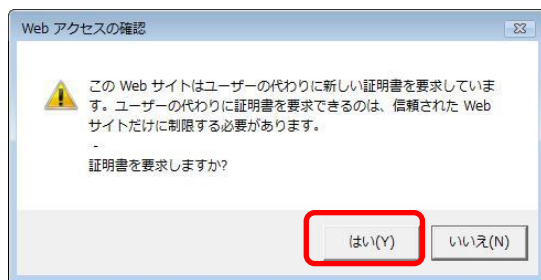 Web アクセスの確認
この Web サイトはユーザーの代わりに新しい証明書を要求していま
す。ユーザーの代わりに証明書を要求できるのは、信頼された Web
サイトだけに制限する必要があります。
-
証明書を要求しますか?
はい(Y) いいえ(N)